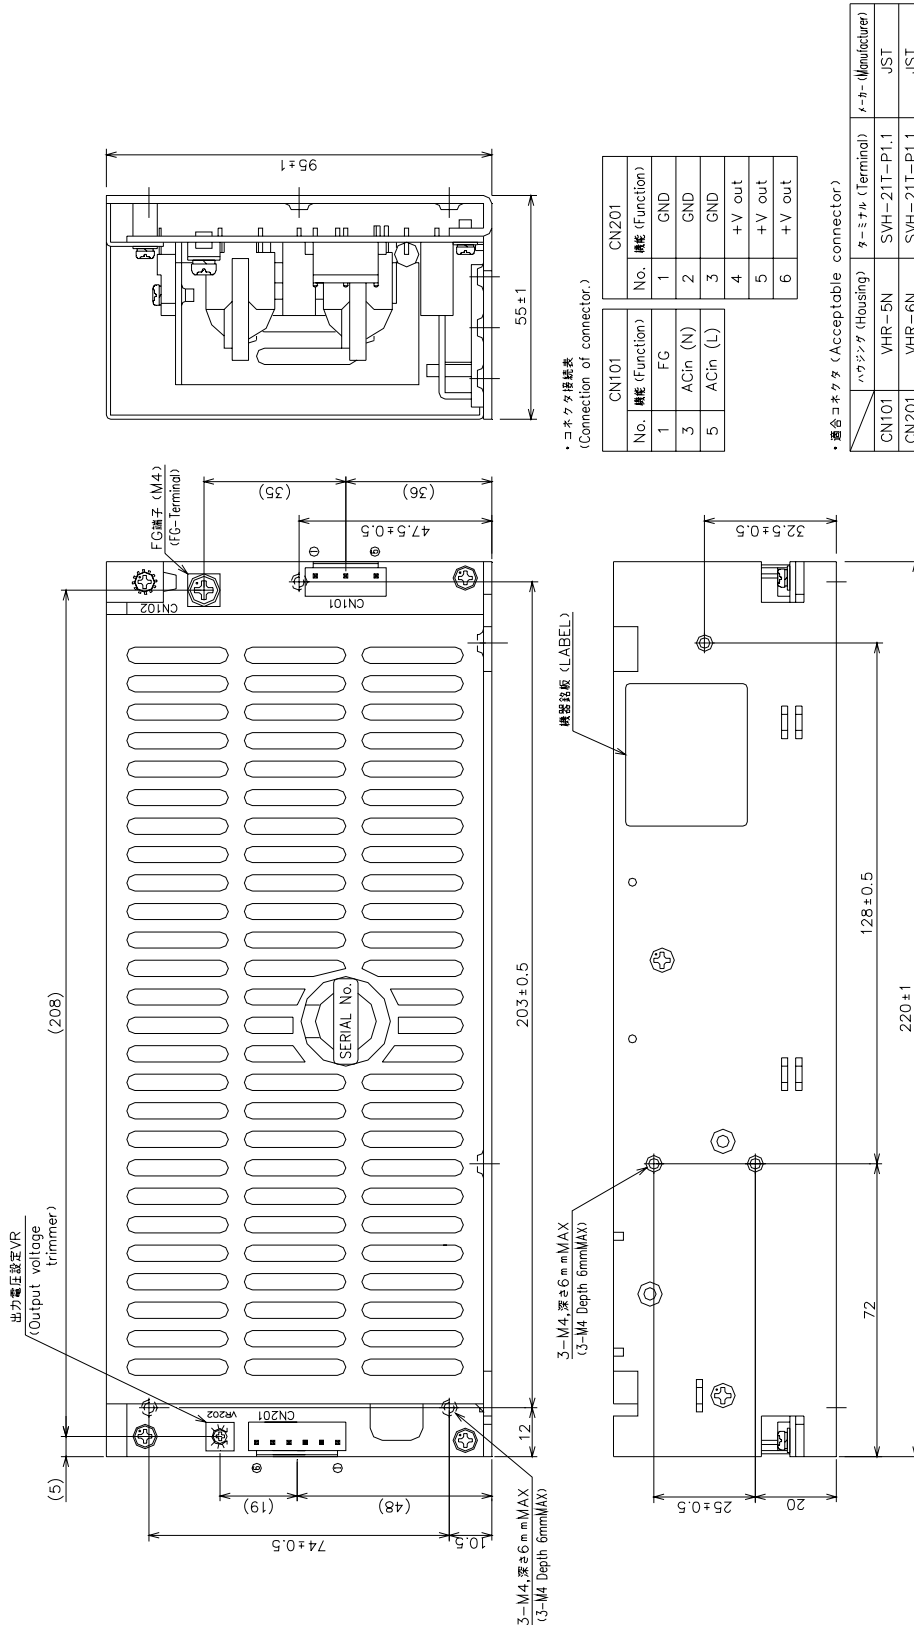 出力電圧設定VR
(Output voltage
trimmer)
(5)
(208)
FG端子 (M4)
(FG-Terminal)
CN102
CN101
①
⑥
(35)
(36)
47.5±0.5
95±1
55±1
VR202
CN201
⑥
①
SERIAL No.
(19)
(48)
74±0.5
10.5
12
203±0.5
3-M4,深さ6mmMAX
(3-M4 Depth 6mmMAX)
・コネクタ接続表
(Connection of connector.)
CN101
No. 機能 (Function)
1 FG
3 ACin (N)
5 ACin (L)
CN201
No. 機能 (Function)
1 GND
2 GND
3 GND
4 +V out
5 +V out
6 +V out
3-M4,深さ6mmMAX
(3-M4 Depth 6mmMAX)
機器銘板 (LABEL)
32.5±0.5
25±0.5
20
72
128±0.5
220±1
・適合コネクタ (Acceptable connector)
ハウジング (Housing) ターミナル (Terminal) メーカー (Manufacturer)
CN101 VHR-5N SVH-21T-P1.1 JST
CN201 VHR-6N SVH-21T-P1.1 JST